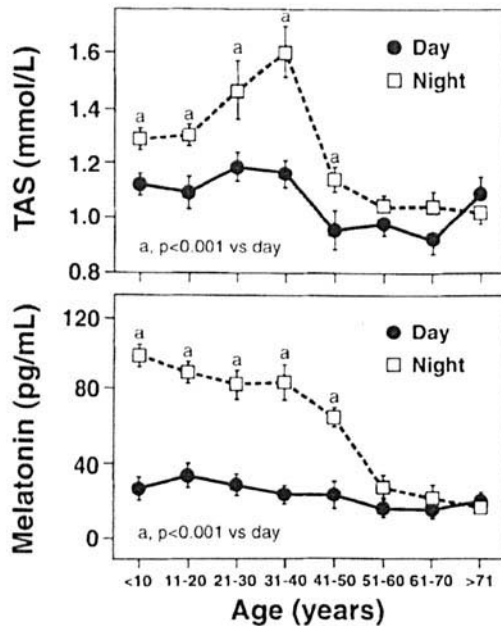 TAS (mmol/L)
1.6
1.4
1.2
1.0
0.8
a
a
a
a
a
Day
Night
a, p<0.001 vs day
Melatonin (pg/mL)
120
80
40
0
a
a
a
a
a
Day
Night
a, p<0.001 vs day
<10 11-20 21-30 31-40 41-50 51-60 61-70 >71
Age (years)